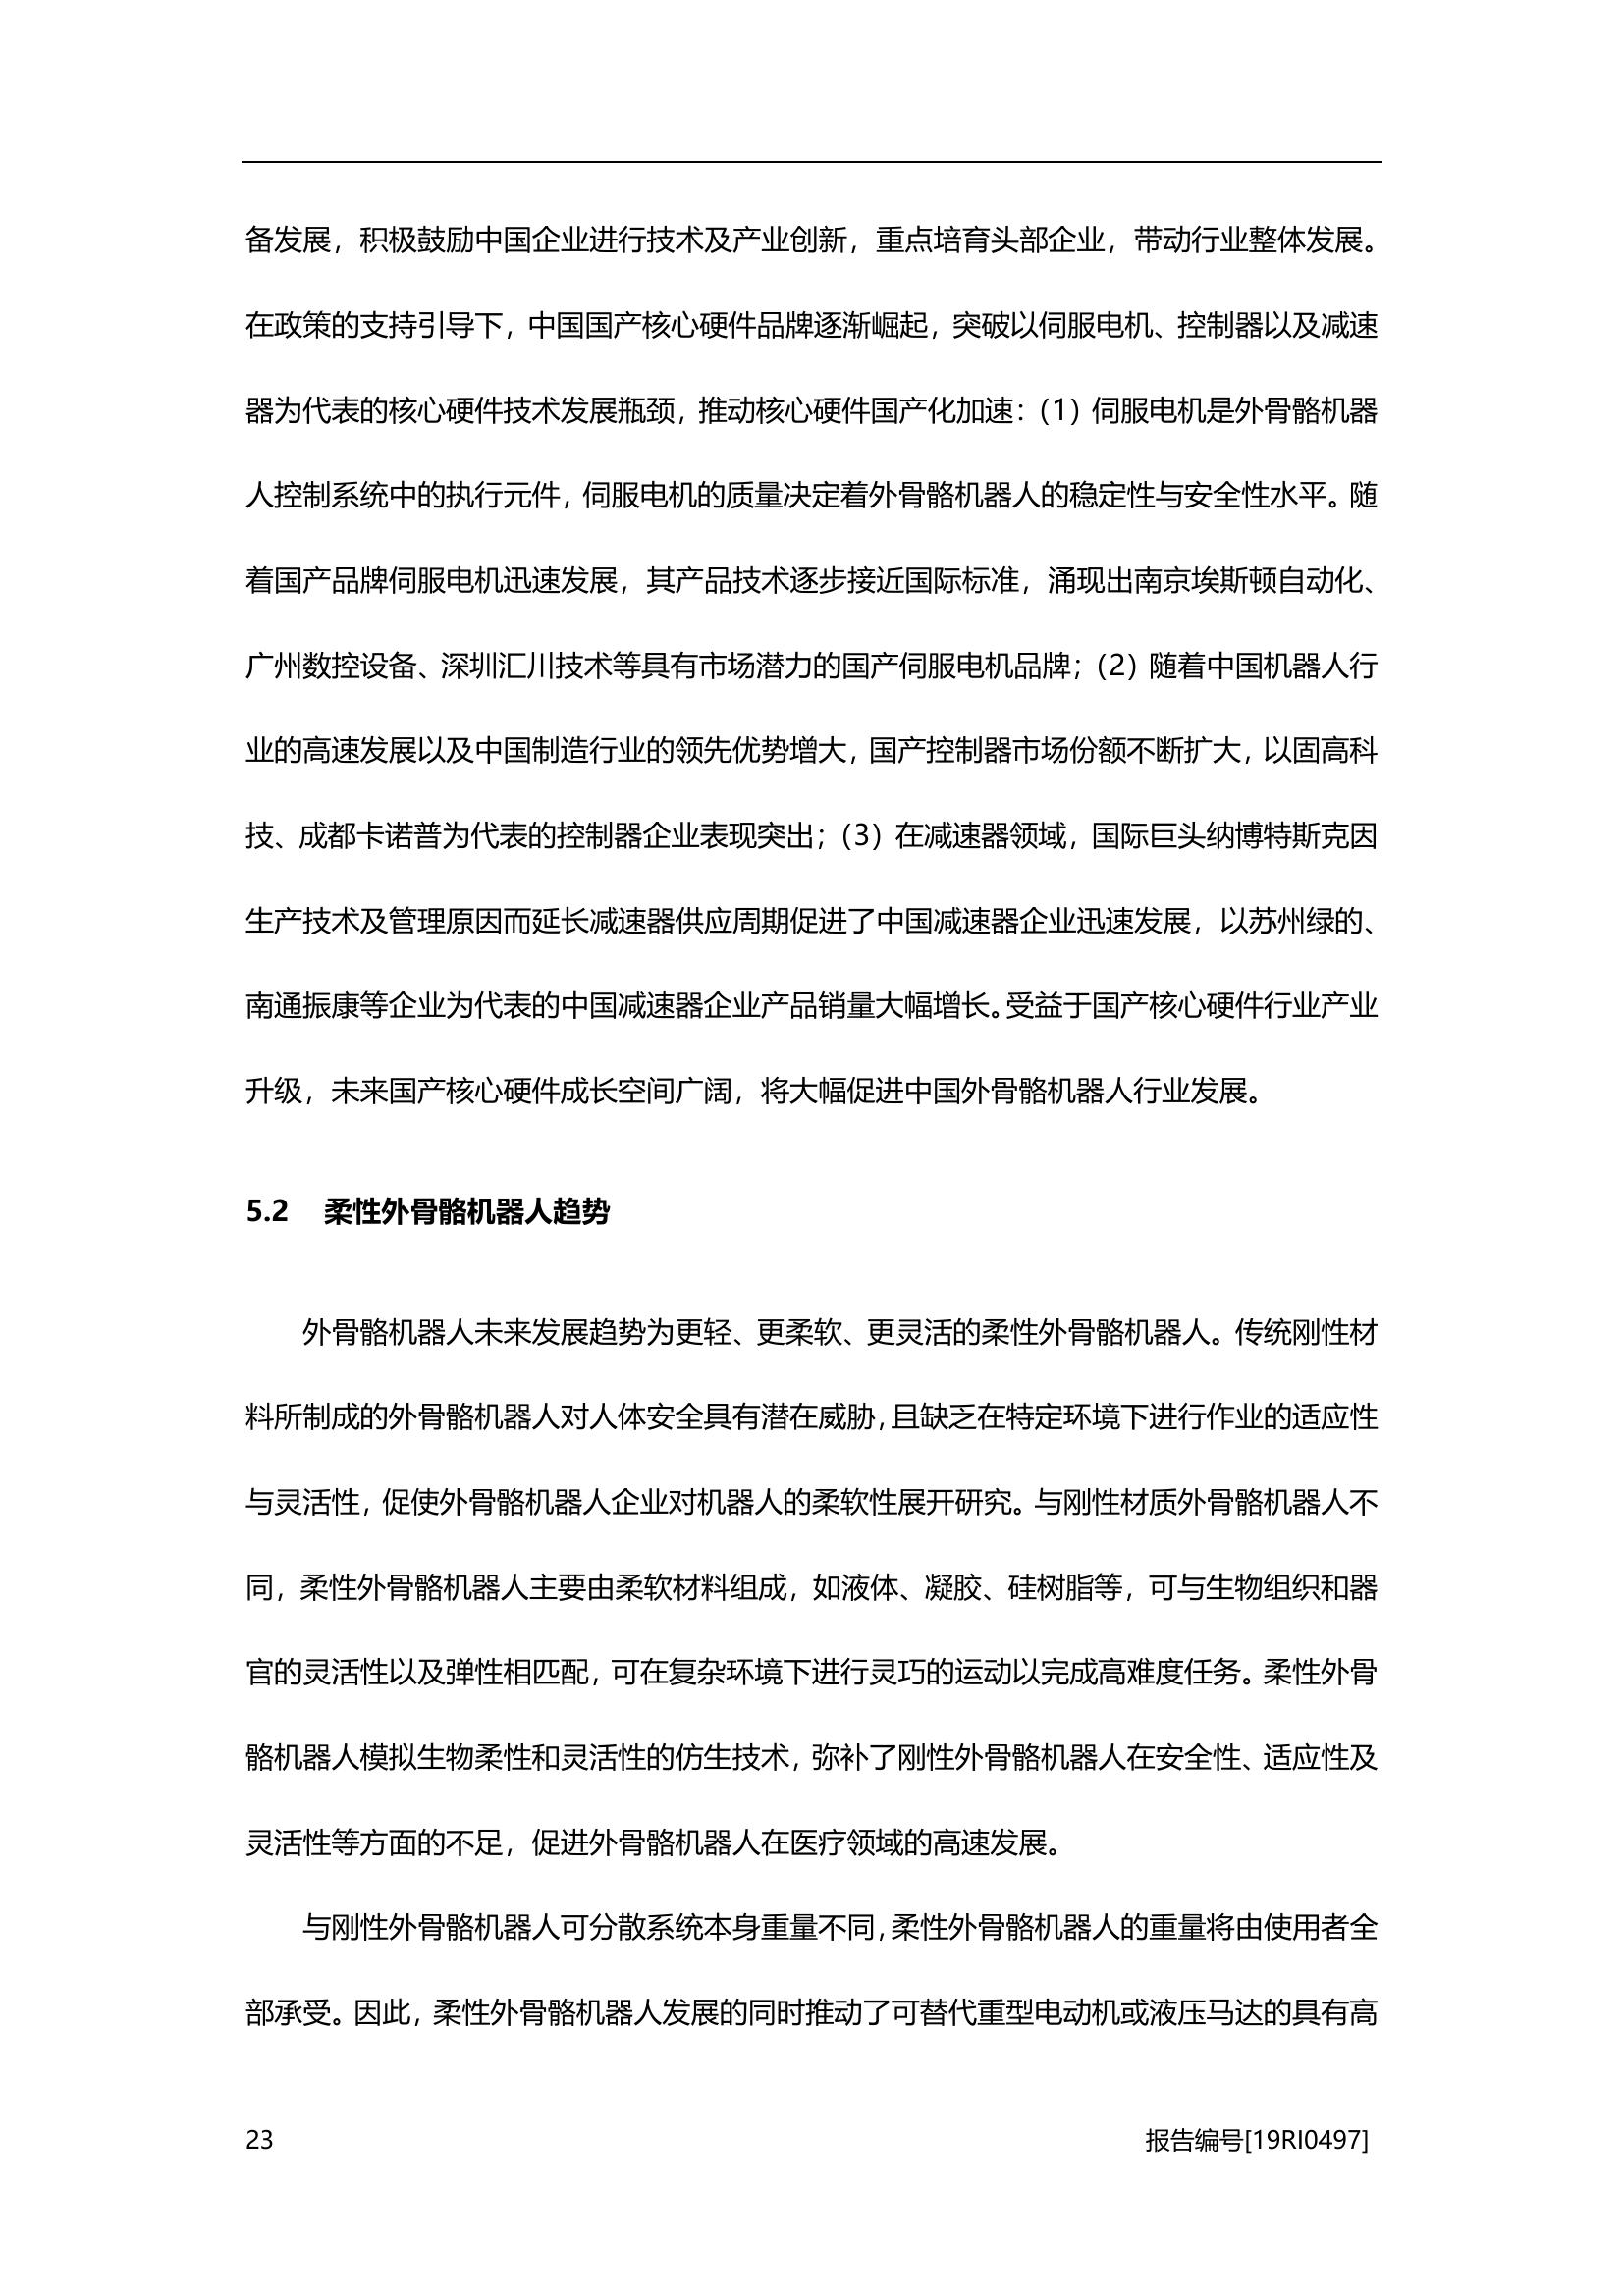 备发展，积极鼓励中国企业进行技术及产业创新，重点培育头部企业，带动行业整体发展。
在政策的支持引导下，中国国产核心硬件品牌逐渐崛起，突破以伺服电机、控制器以及减速
器为代表的核心硬件技术发展瓶颈，推动核心硬件国产化加速：（1）伺服电机是外骨骼机器
人控制系统中的执行元件，伺服电机的质量决定着外骨骼机器人的稳定性与安全性水平。随
着国产品牌伺服电机迅速发展，其产品技术逐步接近国际标准，涌现出南京埃斯顿自动化、
广州数控设备、深圳汇川技术等具有市场潜力的国产伺服电机品牌；（2）随着中国机器人行
业的高速发展以及中国制造行业的领先优势增大，国产控制器市场份额不断扩大，以固高科
技、成都卡诺普为代表的控制器企业表现突出；（3）在减速器领域，国际巨头纳博特斯克因
生产技术及管理原因而延长减速器供应周期促进了中国减速器企业迅速发展，以苏州绿的、
南通振康等企业为代表的中国减速器企业产品销量大幅增长。受益于国产核心硬件行业产业
升级，未来国产核心硬件成长空间广阔，将大幅促进中国外骨骼机器人行业发展。
5.2 柔性外骨骼机器人趋势
外骨骼机器人未来发展趋势为更轻、更柔软、更灵活的柔性外骨骼机器人。传统刚性材
料所制成的外骨骼机器人对人体安全具有潜在威胁，且缺乏在特定环境下进行作业的适应性
与灵活性，促使外骨骼机器人企业对机器人的柔软性展开研究。与刚性材质外骨骼机器人不
同，柔性外骨骼机器人主要由柔软材料组成，如液体、凝胶、硅树脂等，可与生物组织和器
官的灵活性以及弹性相匹配，可在复杂环境下进行灵巧的运动以完成高难度任务。柔性外骨
骼机器人模拟生物柔性和灵活性的仿生技术，弥补了刚性外骨骼机器人在安全性、适应性及
灵活性等方面的不足，促进外骨骼机器人在医疗领域的高速发展。
与刚性外骨骼机器人可分散系统本身重量不同，柔性外骨骼机器人的重量将由使用者全
部承受。因此，柔性外骨骼机器人发展的同时推动了可替代重型电动机或液压马达的具有高
23 报告编号[19RI0497]